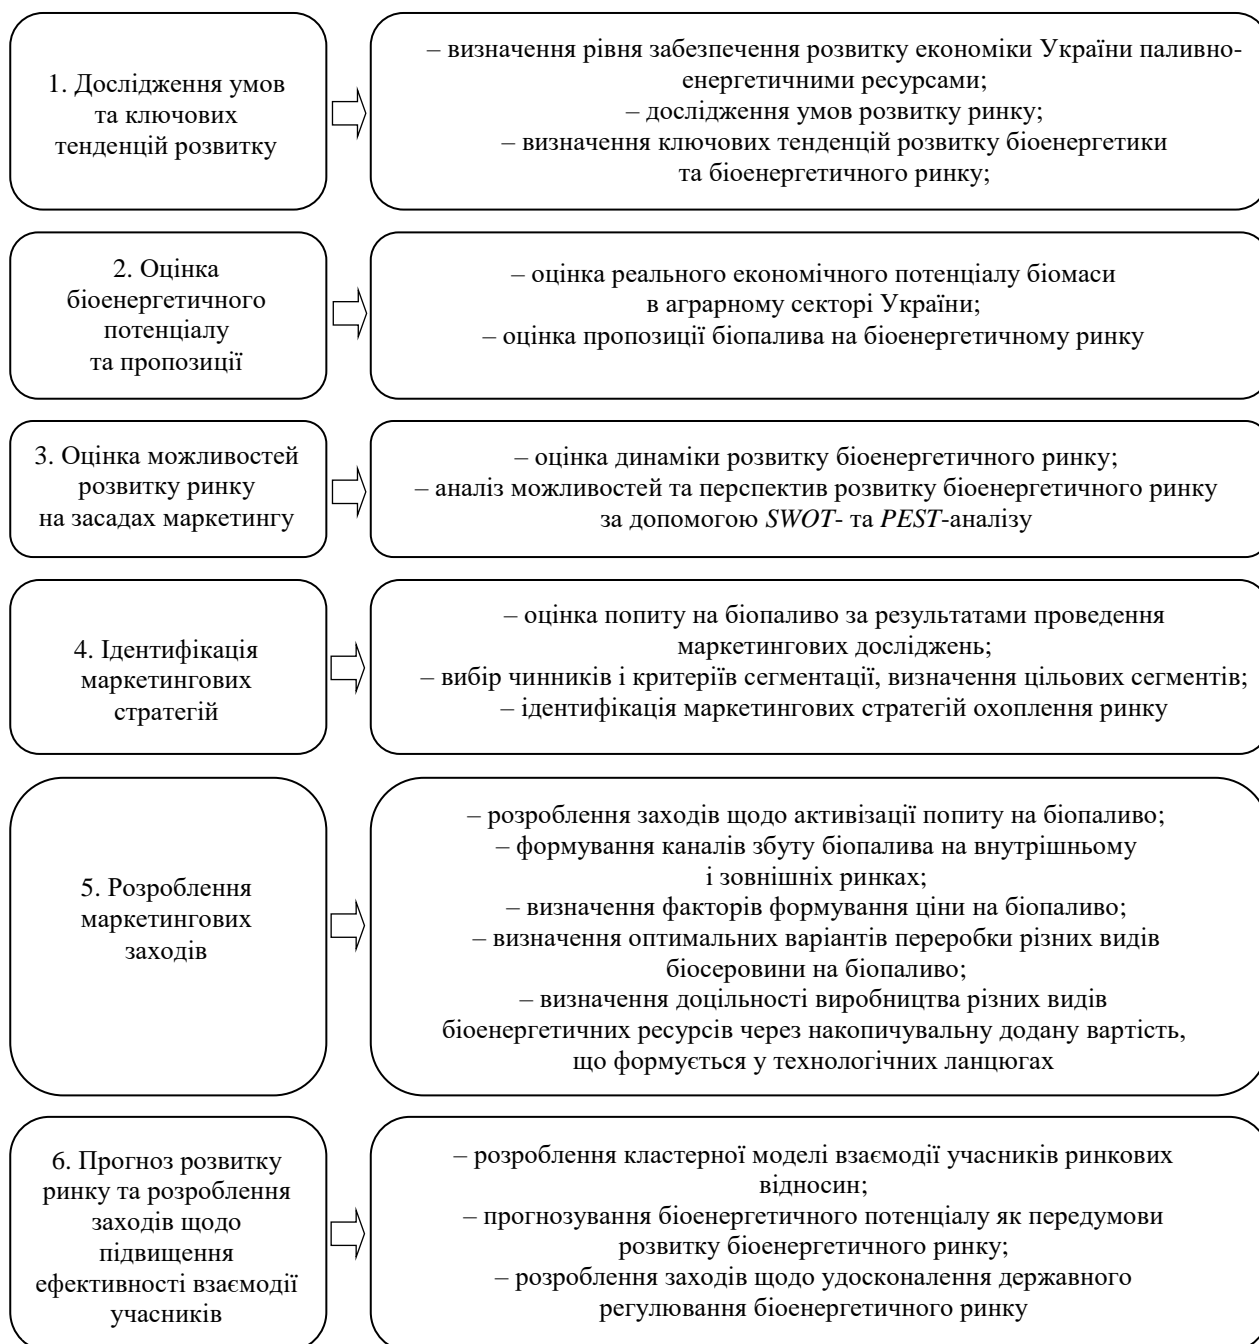 1. Дослідження умов
та ключових
тенденцій розвитку
– визначення рівня забезпечення розвитку економіки України паливно-
енергетичними ресурсами;
– дослідження умов розвитку ринку;
– визначення ключових тенденцій розвитку біоенергетики
та біоенергетичного ринку;
2. Оцінка
біоенергетичного
потенціалу
та пропозиції
– оцінка реального економічного потенціалу біомаси
в аграрному секторі України;
– оцінка пропозиції біопалива на біоенергетичному ринку
3. Оцінка можливостей
розвитку ринку
на засадах маркетингу
– оцінка динаміки розвитку біоенергетичного ринку;
– аналіз можливостей та перспектив розвитку біоенергетичного ринку
за допомогою SWOT- та PEST-аналізу
4. Ідентифікація
маркетингових
стратегій
– оцінка попиту на біопаливо за результатами проведення
маркетингових досліджень;
– вибір чинників і критеріїв сегментації, визначення цільових сегментів;
– ідентифікація маркетингових стратегій охоплення ринку
5. Розроблення
маркетингових
заходів
– розроблення заходів щодо активізації попиту на біопаливо;
– формування каналів збуту біопалива на внутрішньому
і зовнішніх ринках;
– визначення факторів формування ціни на біопаливо;
– визначення оптимальних варіантів переробки різних видів
біосеровини на біопаливо;
– визначення доцільності виробництва різних видів
біоенергетичних ресурсів через накопичувальну додану вартість,
що формується у технологічних ланцюгах
6. Прогноз розвитку
ринку та розроблення
заходів щодо
підвищення
ефективності взаємодії
учасників
– розроблення кластерної моделі взаємодії учасників ринкових
відносин;
– прогнозування біоенергетичного потенціалу як передумови
розвитку біоенергетичного ринку;
– розроблення заходів щодо удосконалення державного
регулювання біоенергетичного ринку